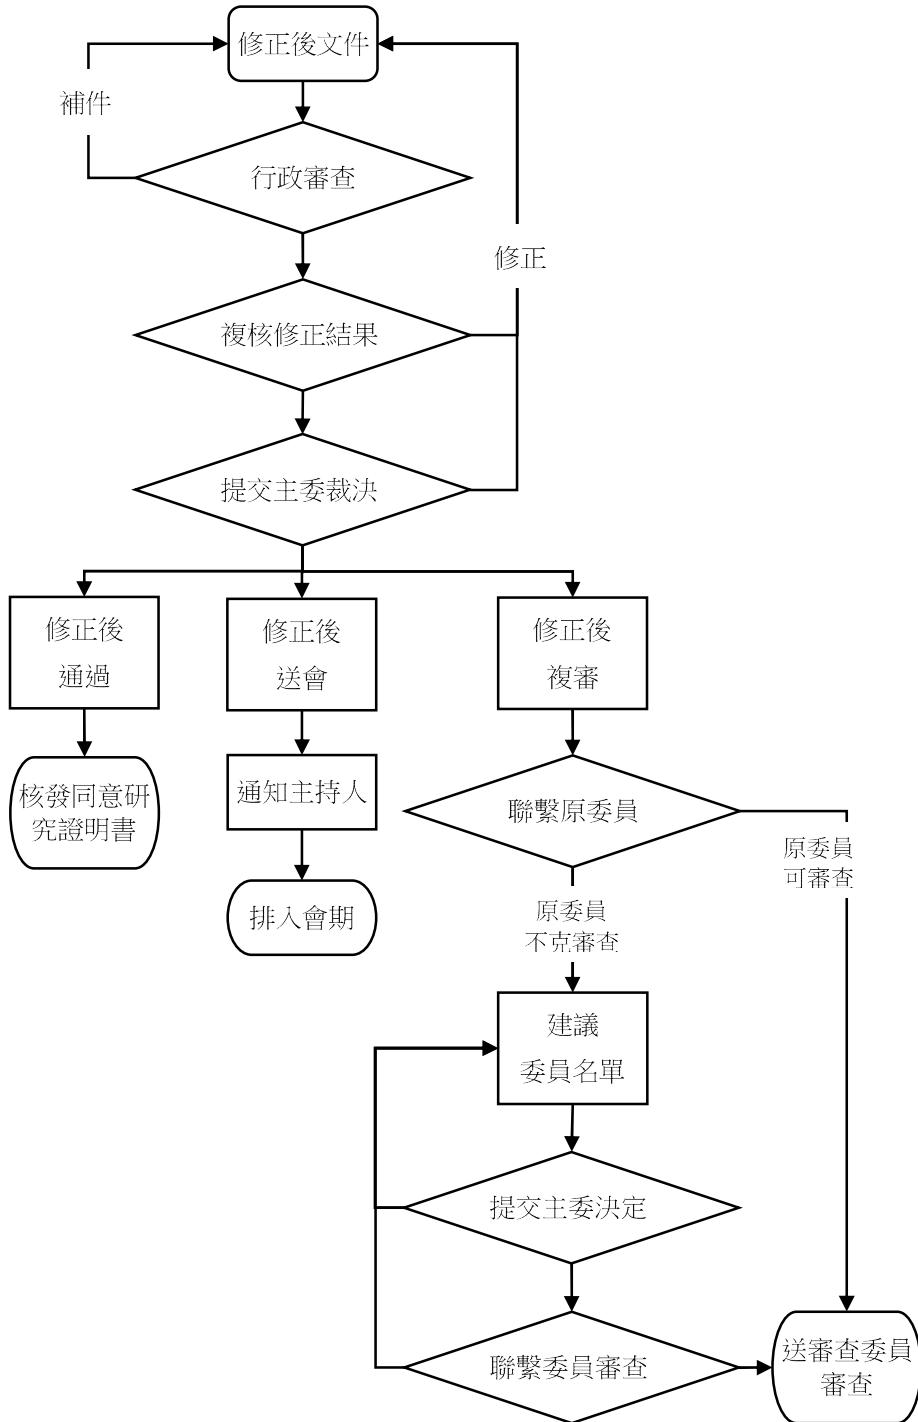 修正後文件
補件
行政審查
修正
複核修正結果
提交主委裁決
修正後
通過
修正後
送會
修正後
複審
核發同意研
究證明書
通知主持人
排入會期
聯繫原委員
原委員
可審查
原委員
不克審查
建議
委員名單
提交主委決定
聯繫委員審查
送審查委員
審查